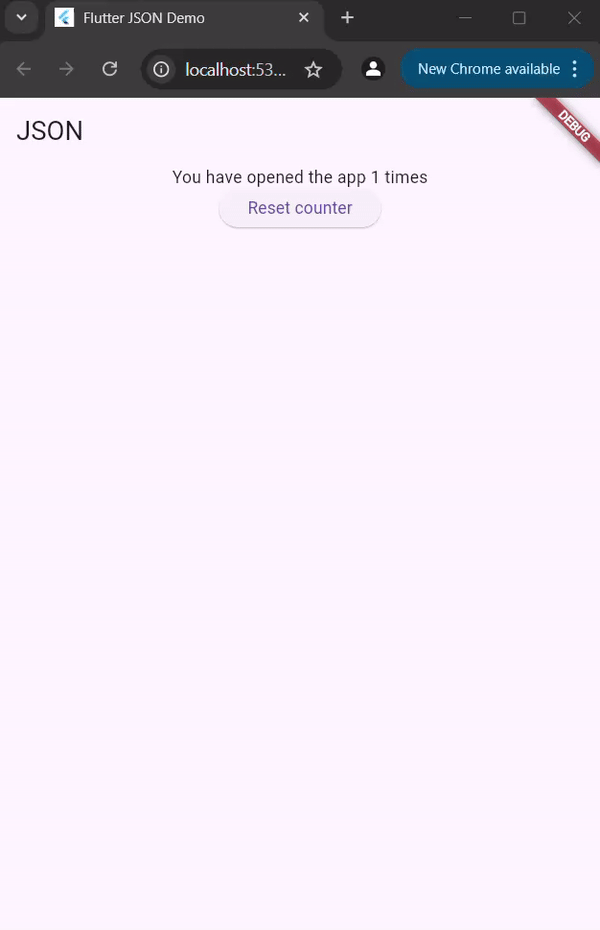 Flutter JSON Demo
localhost:53...
New Chrome available
DEBUG
JSON
You have opened the app 1 times
Reset counter